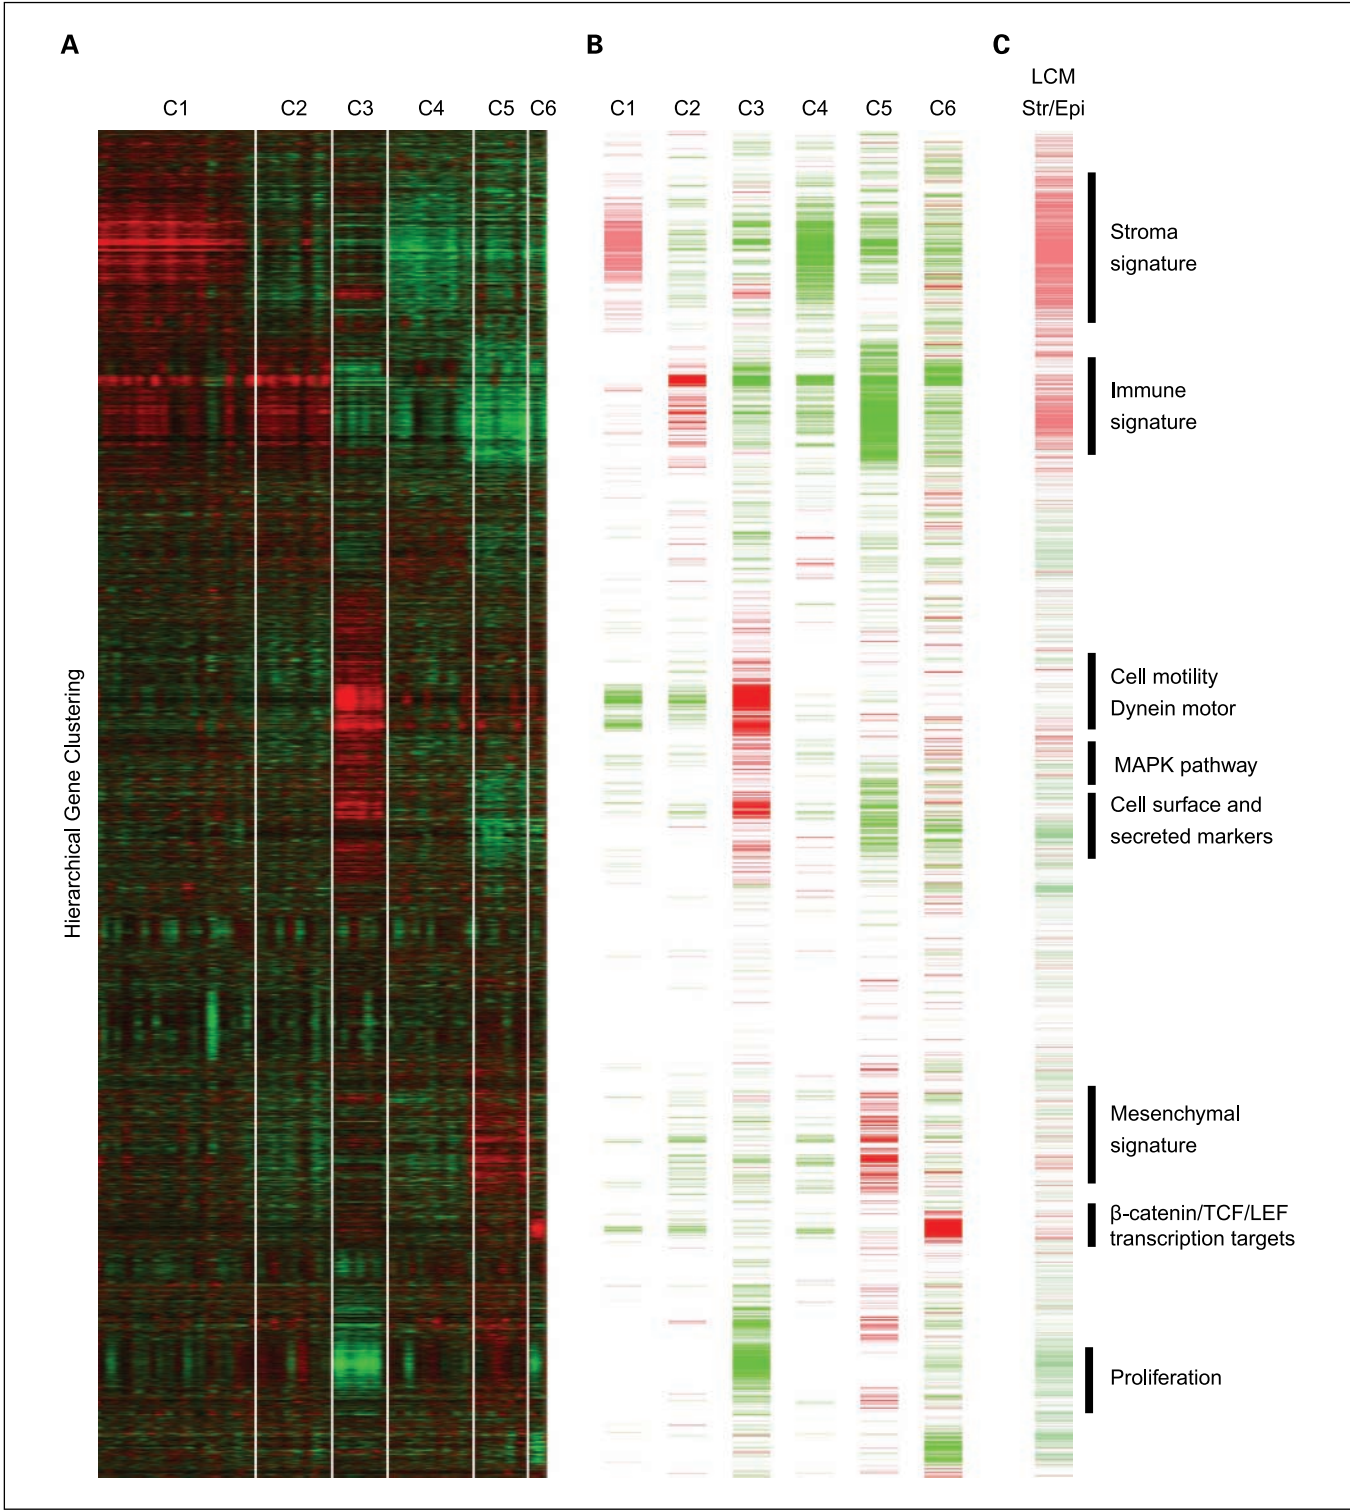 A
B
C
LCM
C1 C2 C3 C4 C5 C6
C1 C2 C3 C4 C5 C6
Str/Epi
Stroma
signature
Immune
signature
Hierarchical Gene Clustering
Cell motility
Dynein motor
MAPK pathway
Cell surface and
secreted markers
Mesenchymal
signature
β-catenin/TCF/LEF
transcription targets
Proliferation